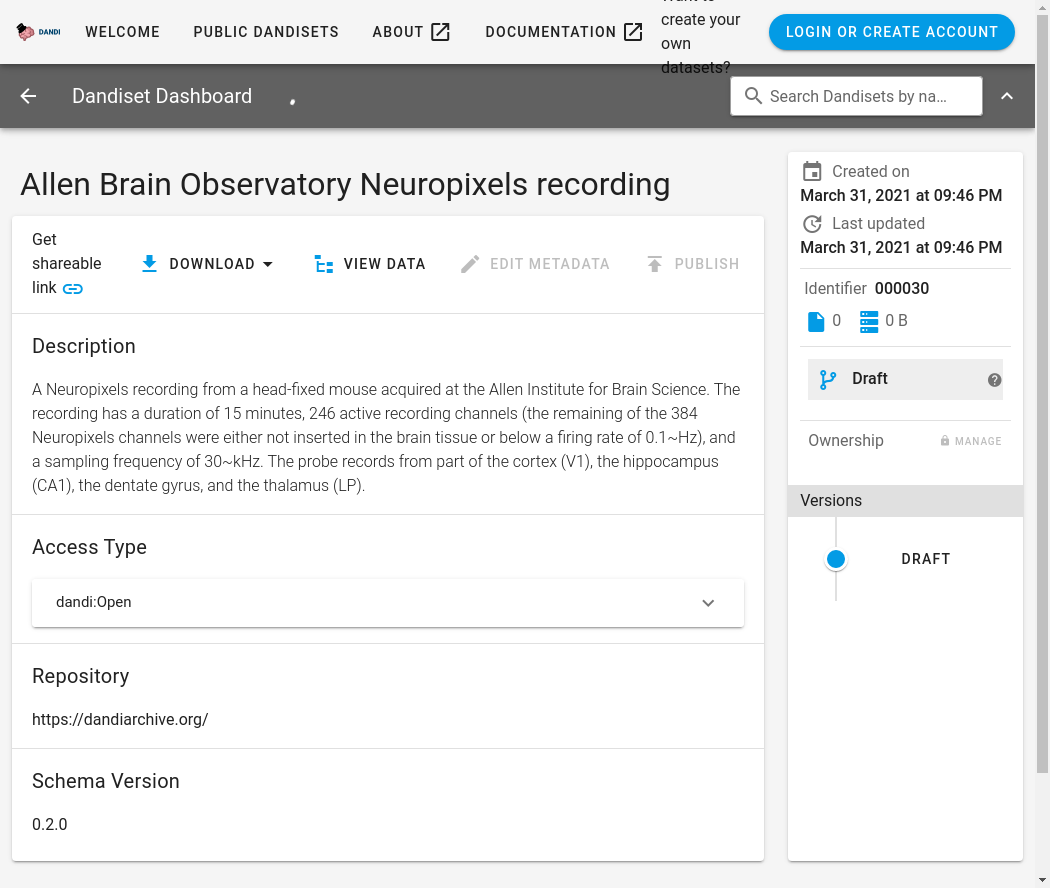 DANDI
WELCOME
PUBLIC DANDISETS
ABOUT
DOCUMENTATION
create your
own
datasets?
LOGIN OR CREATE ACCOUNT
Dandiset Dashboard
Search Dandisets by na...
Allen Brain Observatory Neuropixels recording
Get
shareable
link
DOWNLOAD
VIEW DATA
EDIT METADATA
PUBLISH
Description
A Neuropixels recording from a head-fixed mouse acquired at the Allen Institute for Brain Science. The
recording has a duration of 15 minutes, 246 active recording channels (the remaining of the 384
Neuropixels channels were either not inserted in the brain tissue or below a firing rate of 0.1~Hz), and
a sampling frequency of 30~kHz. The probe records from part of the cortex (V1), the hippocampus
(CA1), the dentate gyrus, and the thalamus (LP).
Access Type
dandi:Open
Repository
https://dandiarchive.org/
Schema Version
0.2.0
Created on
March 31, 2021 at 09:46 PM
Last updated
March 31, 2021 at 09:46 PM
Identifier 000030
0 0 B
Draft
Ownership
MANAGE
Versions
DRAFT